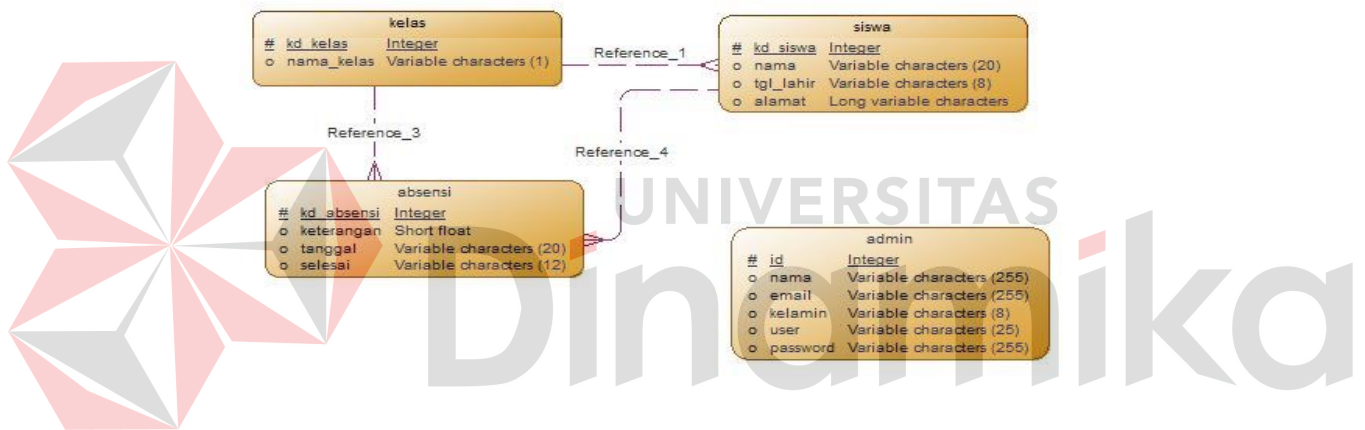 kelas
# kd_kelas Integer
o nama_kelas Variable characters (1)
Reference_1
siswa
# kd_siswa Integer
o nama Variable characters (20)
o tgl_lahir Variable characters (8)
o alamat Long variable characters
Reference_3
Reference_4
absensi
# kd_absensi Integer
o keterangan Short float
o tanggal Variable characters (20)
o selesai Variable characters (12)
admin
# id Integer
o nama Variable characters (255)
o email Variable characters (255)
o kelamin Variable characters (8)
o user Variable characters (25)
o password Variable characters (255)
UNIVERSITAS
Dinamika